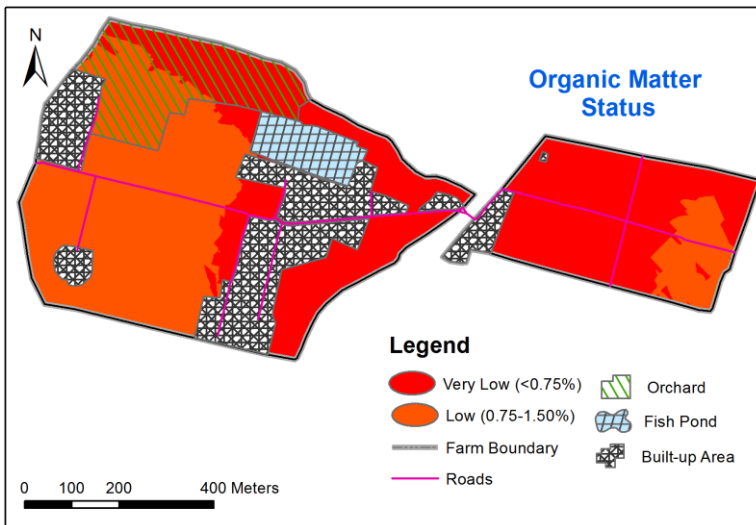 N
Organic Matter
Status
Legend
Very Low (<0.75%)
Low (0.75-1.50%)
Farm Boundary
Roads
Orchard
Fish Pond
Built-up Area
0 100 200 400 Meters